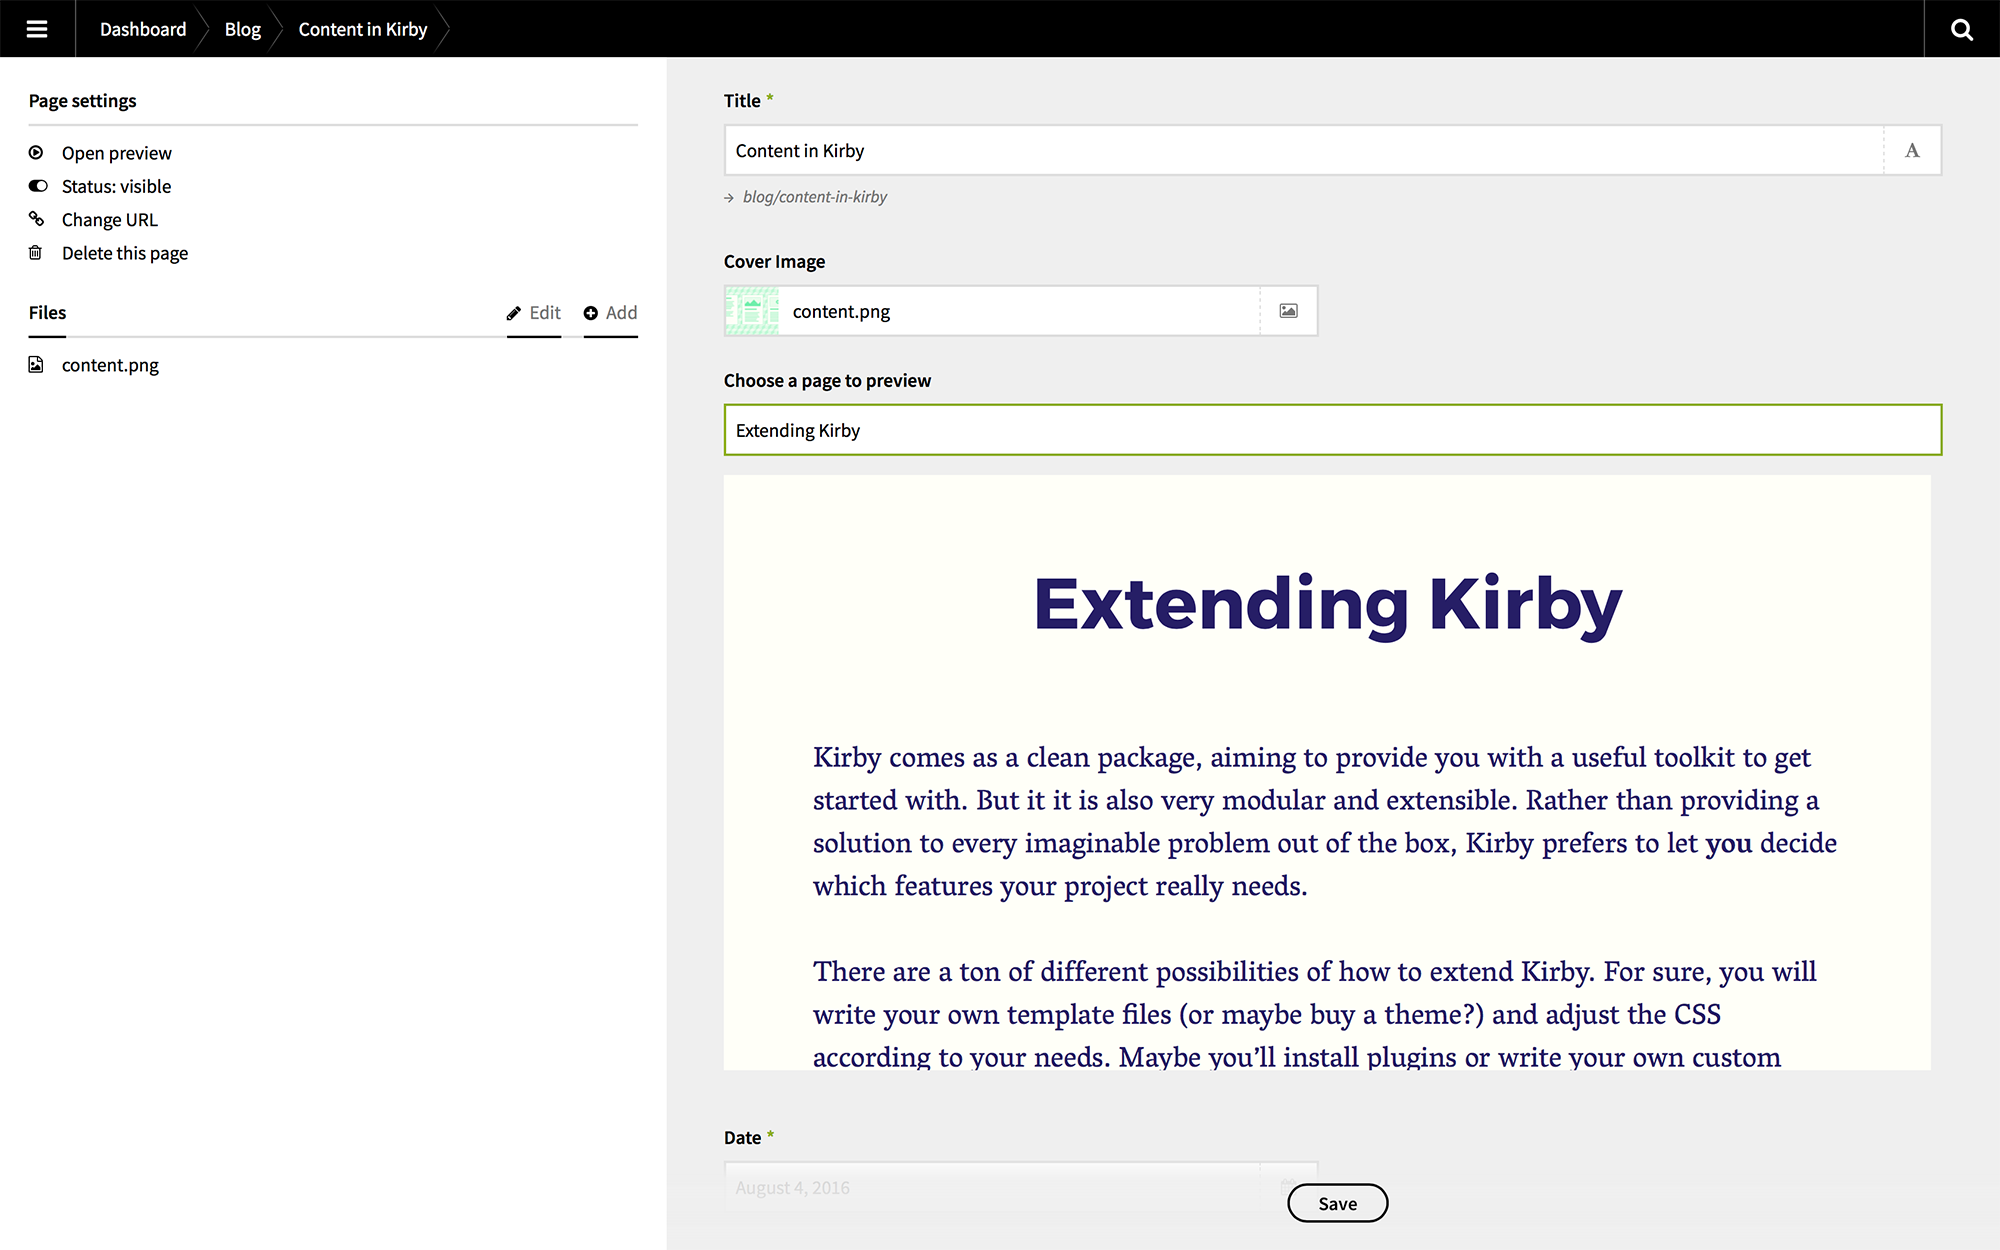 Dashboard Blog Content in Kirby
Page settings
Open preview
Status: visible
Change URL
Delete this page
Files Edit Add
content.png
Title *
Content in Kirby A
→ blog/content-in-kirby
Cover Image
content.png
Choose a page to preview
Extending Kirby
Extending Kirby
Kirby comes as a clean package, aiming to provide you with a useful toolkit to get
started with. But it it is also very modular and extensible. Rather than providing a
solution to every imaginable problem out of the box, Kirby prefers to let you decide
which features your project really needs.
There are a ton of different possibilities of how to extend Kirby. For sure, you will
write your own template files (or maybe buy a theme?) and adjust the CSS
according to your needs. Maybe you’ll install plugins or write your own custom
Date *
August 4, 2016
Save